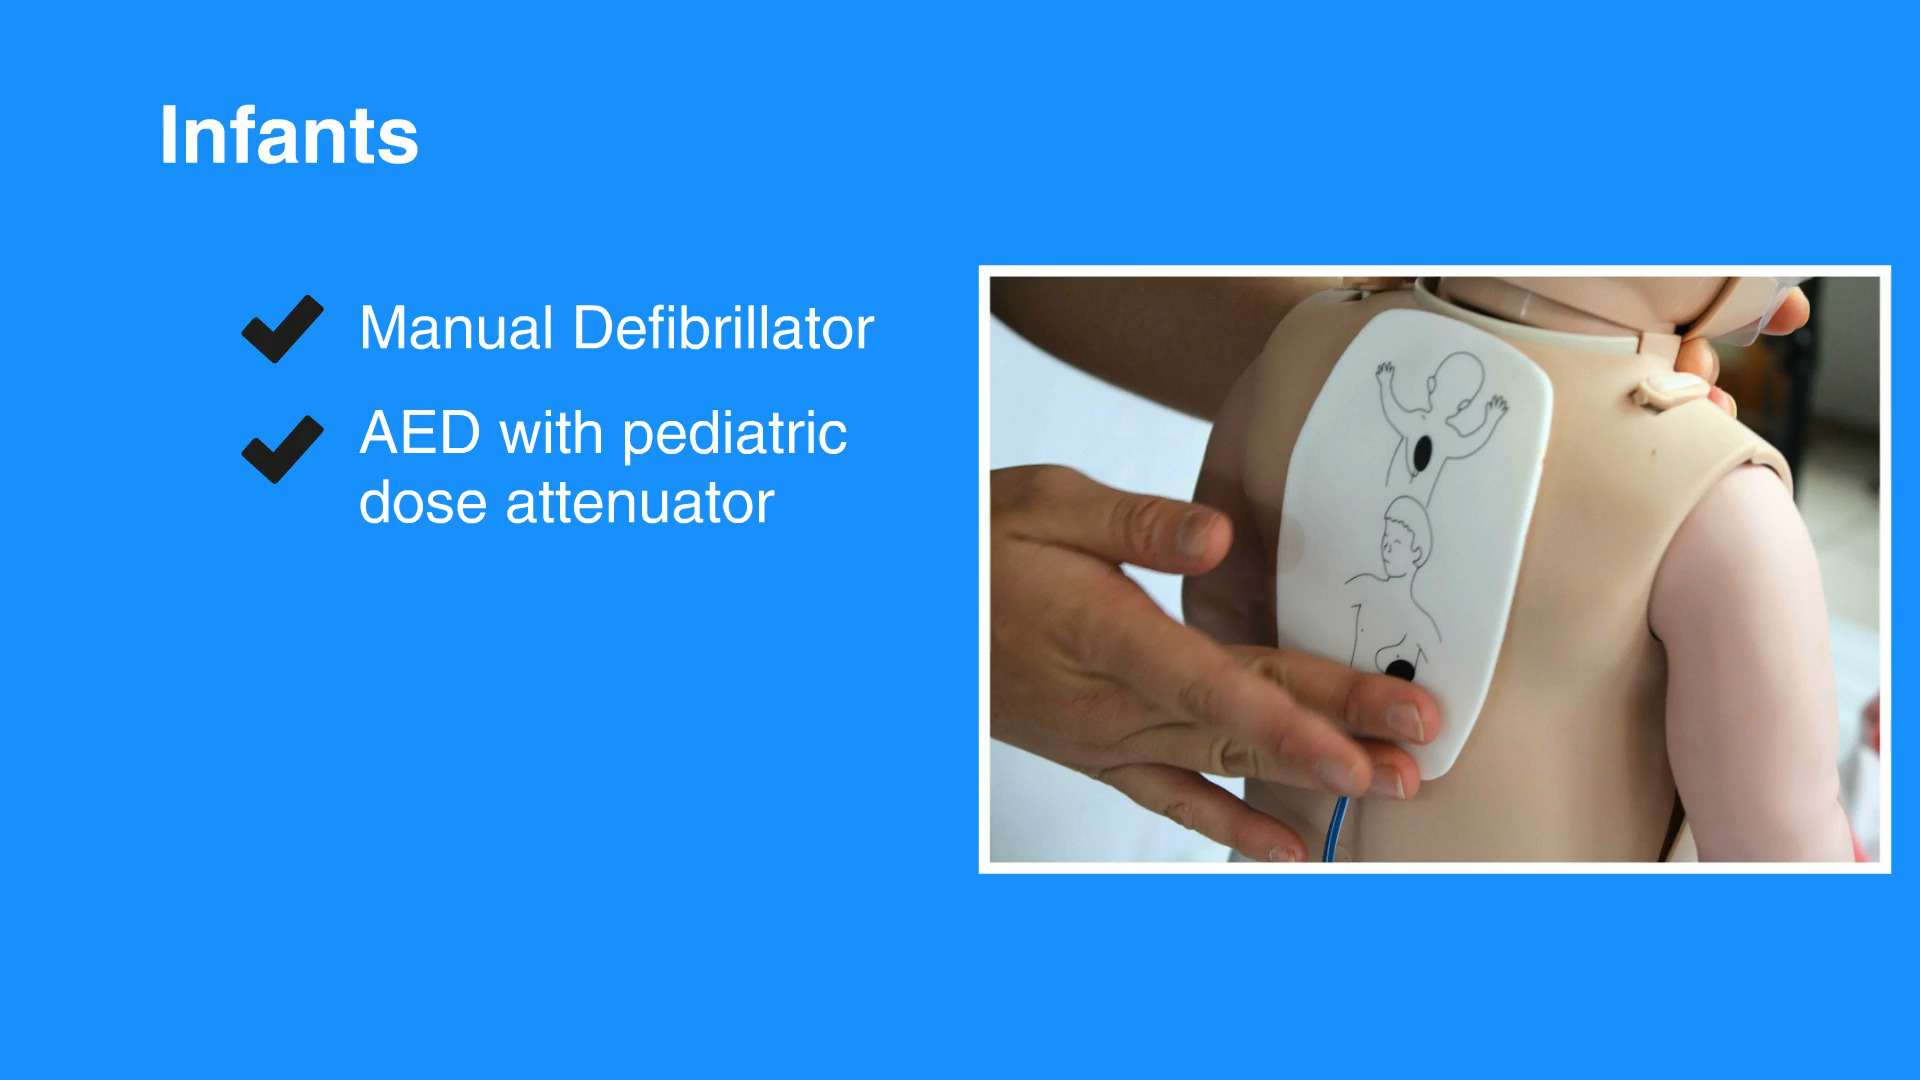 Infants
Manual Defibrillator
AED with pediatric
dose attenuator